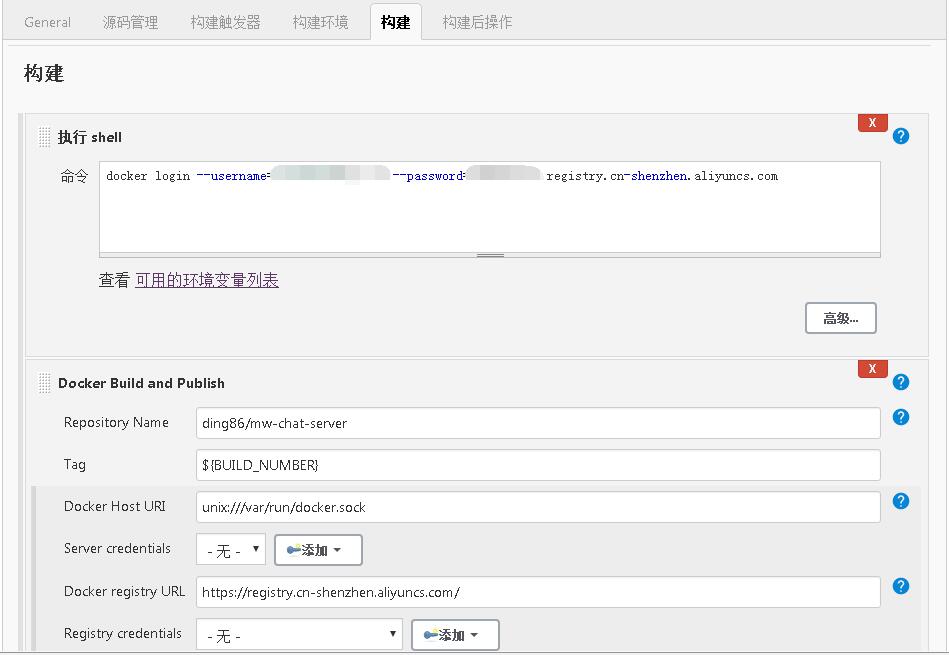 General 源码管理 构建触发器 构建环境 构建 构建后操作
构建
X
执行 shell
?
命令 docker login --username= --password= registry.cn-shenzhen.aliyuncs.com
查看 可用的环境变量列表
高级...
X
Docker Build and Publish
?
Repository Name ding86/mw-chat-server ?
Tag ${BUILD_NUMBER}
Docker Host URI unix:///var/run/docker.sock ?
Server credentials - 无 - 添加
Docker registry URL https://registry.cn-shenzhen.aliyuncs.com/ ?
Registry credentials - 无 - 添加